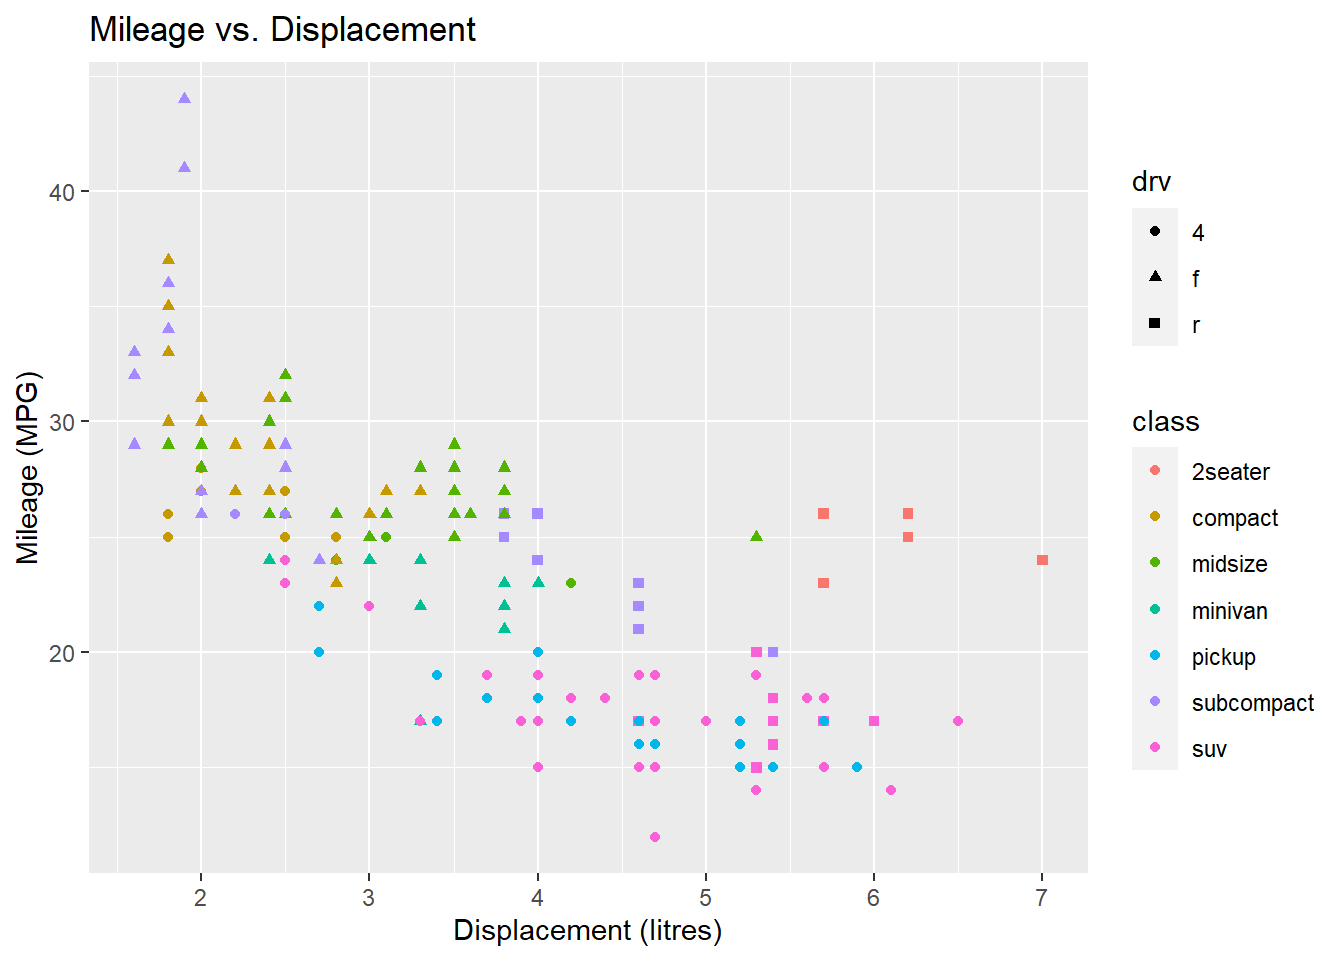 Mileage vs. Displacement
Mileage (MPG)
40
30
20
2
3
4
5
6
7
Displacement (litres)
drv
4
f
r
class
2seater
compact
midsize
minivan
pickup
subcompact
suv